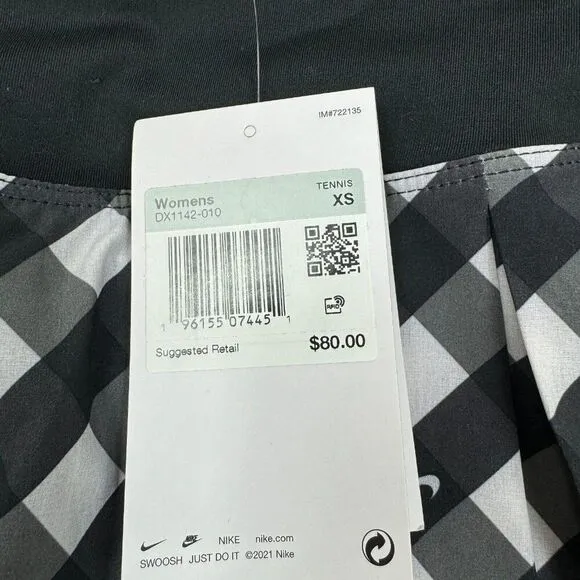 IM#722135
Womens TENNIS
DX1142-010 XS
RFID
1 96155 07445 1
Suggested Retail $80.00
NIKE nike.com
SWOOSH JUST DO IT ©2021 Nike